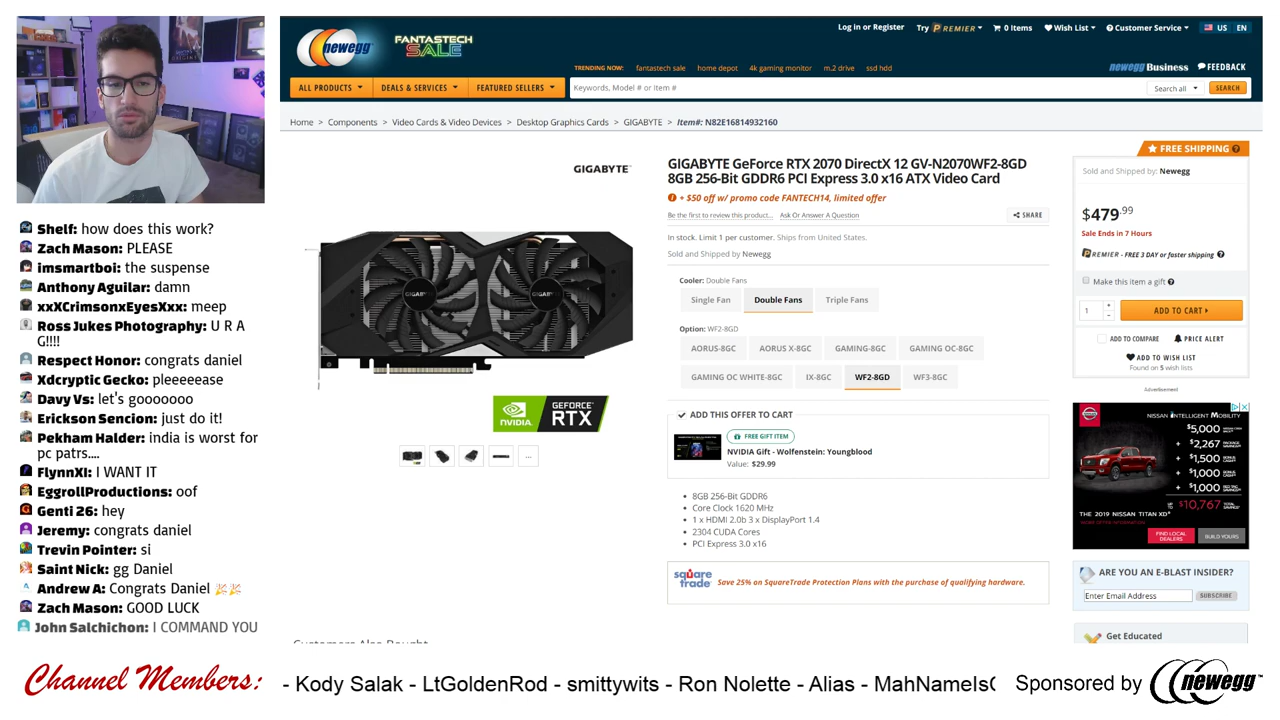 newegg
FANTASTECH
SALE
Log in or Register
Try PREMIER
0 Items
Wish List
Customer Service
US EN
TRENDING NOW: fantastech sale home depot 4k gaming monitor m.2 drive ssd hdd
newegg Business
FEEDBACK
ALL PRODUCTS
DEALS & SERVICES
FEATURED SELLERS
Keywords, Model # or Item #
Search all
SEARCH
Home > Components > Video Cards & Video Devices > Desktop Graphics Cards > GIGABYTE > Item#: N82E16814932160
Shelf: how does this work?
Zach Mason: PLEASE
imsmartboi: the suspense
Anthony Aguilar: damn
xxXCrimsonxEyesXxx: meep
Ross Jukes Photography: U R A
G!!!!
Respect Honor: congrats daniel
Xdcryptic Gecko: pleeeeease
Davy Vs: let's gooooooo
Erickson Sencion: just do it!
Pekham Halder: india is worst for
pc patrs....
FlynnXI: I WANT IT
EggrollProductions: oof
Genti 26: hey
Jeremy: congrats daniel
Trevin Pointer: si
Saint Nick: gg Daniel
Andrew A: Congrats Daniel 🎉🎉
Zach Mason: GOOD LUCK
John Salchichon: I COMMAND YOU
GIGABYTE™
NVIDIA
GEFORCE
RTX
...
GIGABYTE GeForce RTX 2070 DirectX 12 GV-N2070WF2-8GD
8GB 256-Bit GDDR6 PCI Express 3.0 x16 ATX Video Card
+ $50 off w/ promo code FANTECH14, limited offer
Be the first to review this product...
Ask Or Answer A Question
SHARE
In stock. Limit 1 per customer. Ships from United States.
Sold and Shipped by Newegg
Cooler: Double Fans
Single Fan
Double Fans
Triple Fans
Option: WF2-8GD
AORUS-8GC
AORUS X-8GC
GAMING-8GC
GAMING OC-8GC
GAMING OC WHITE-8GC
IX-8GC
WF2-8GD
WF3-8GC
ADD THIS OFFER TO CART
FREE GIFT ITEM
NVIDIA Gift - Wolfenstein: Youngblood
Value: $29.99
8GB 256-Bit GDDR6
Core Clock 1620 MHz
1 x HDMI 2.0b 3 x DisplayPort 1.4
2304 CUDA Cores
PCI Express 3.0 x16
square
trade
Save 25% on SquareTrade Protection Plans with the purchase of qualifying hardware.
FREE SHIPPING
Sold and Shipped by: Newegg
$479.99
Sale Ends in 7 Hours
PREMIER - FREE 3 DAY or faster shipping
Make this item a gift
1
ADD TO CART
ADD TO COMPARE
PRICE ALERT
ADD TO WISH LIST
Found on 5 wish lists
Advertisement
NISSAN INTELLIGENT MOBILITY
$5,000
+ $2,267
+ $1,500
+ $1,000
+ $1,000
$10,767
THE 2019 NISSAN TITAN XD®
FIND LOCAL
DEALERS
BUILD YOURS
ARE YOU AN E-BLAST INSIDER?
Enter Email Address
SUBSCRIBE
Get Educated
Customers Also Bought
Channel Members:
- Kody Salak - LtGoldenRod - smittywits - Ron Nolette - Alias - MahNameIsC
Sponsored by newegg™